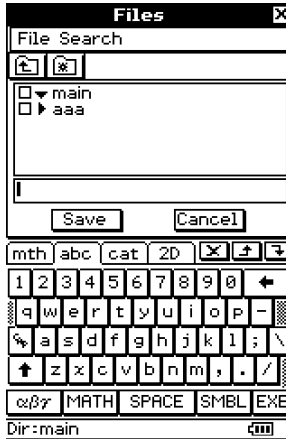 Files
File Search
main
aaa
Save Cancel
mth abc cat 2D
1 2 3 4 5 6 7 8 9 0
q w e r t y u i o p -
a s d f g h j k l ; \
z x c v b n m , . /
αβγ MATH SPACE SMBL EXE
Dir:main